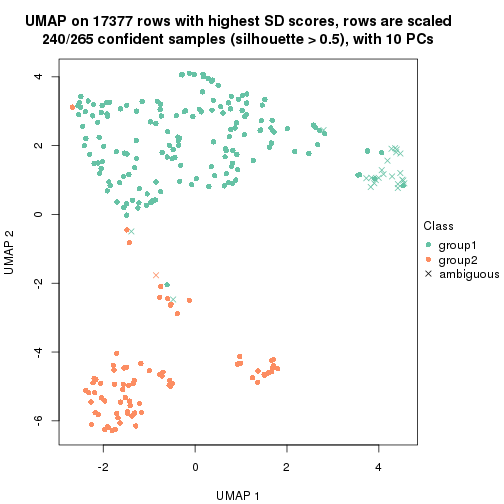 UMAP on 17377 rows with highest SD scores, rows are scaled
240/265 confident samples (silhouette > 0.5), with 10 PCs
4
2
0
-2
-4
-6
UMAP 2
-2
0
2
4
UMAP 1
Class
group1
group2
ambiguous